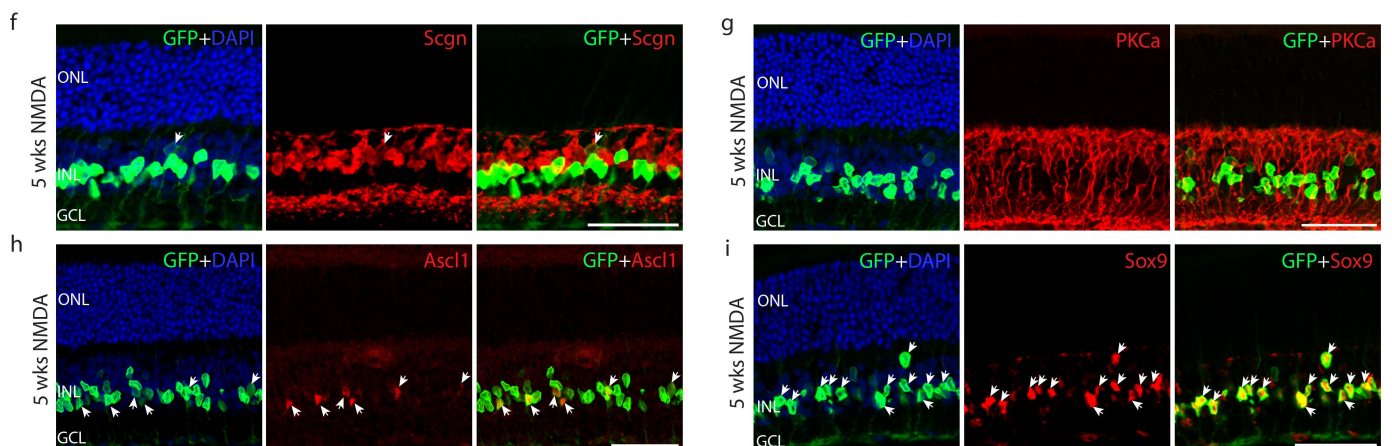 f
5 wks NMDA
GFP+DAPI
ONL
INL
GCL
Scgn
GFP+Scgn
g
5 wks NMDA
GFP+DAPI
ONL
INL
GCL
PKCa
GFP+PKCa
h
5 wks NMDA
GFP+DAPI
ONL
INL
GCL
Ascl1
GFP+Ascl1
i
5 wks NMDA
GFP+DAPI
ONL
INL
GCL
Sox9
GFP+Sox9